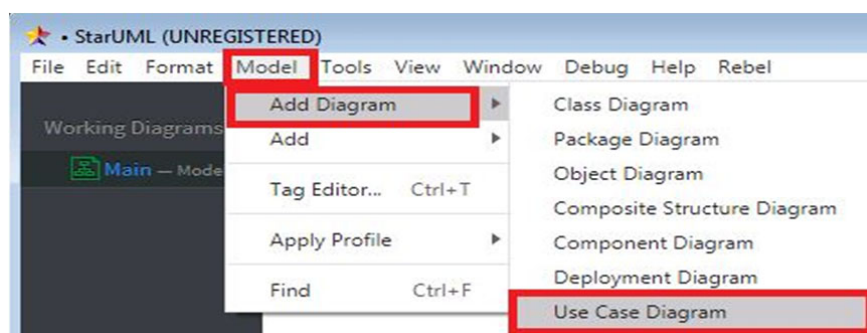 • StarUML (UNREGISTERED)
File Edit Format Model Tools View Window Debug Help Rebel
Working Diagrams
Main — Mode
Add Diagram
Add
Tag Editor... Ctrl+T
Apply Profile
Find Ctrl+F
Class Diagram
Package Diagram
Object Diagram
Composite Structure Diagram
Component Diagram
Deployment Diagram
Use Case Diagram